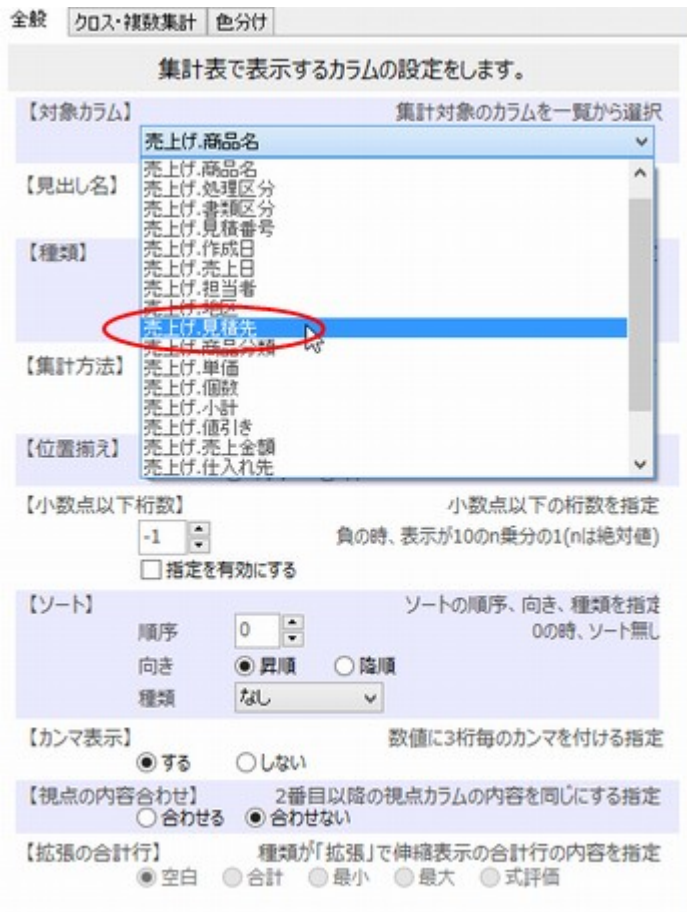 全般 クロス・複数集計 色分け
集計表で表示するカラムの設定をします。
【対象カラム】 集計対象のカラムを一覧から選択
売上げ.商品名
売上げ.商品名
【見出し名】 売上げ.処理区分
売上げ.書類区分
売上げ.見積番号
【種類】 売上げ.作成日
売上げ.売上日
売上げ.担当者
売上げ.地区
売上げ.見積先
売上げ.商品分類
【集計方法】 売上げ.単価
売上げ.個数
売上げ.小計
売上げ.値引き
【位置揃え】 売上げ.売上金額
売上げ.仕入れ先
【小数点以下桁数】 小数点以下の桁数を指定
-1 負の時、表示が10のn乗分の1(nは絶対値)
指定を有効にする
【ソート】 ソートの順序、向き、種類を指定
順序 0 0の時、ソート無し
向き 昇順 降順
種類 なし
【カンマ表示】 数値に3桁毎のカンマを付ける指定
する しない
【視点の内容合わせ】 2番目以降の視点カラムの内容を同じにする指定
合わせる 合わせない
【拡張の合計行】 種類が「拡張」で伸縮表示の合計行の内容を指定
空白 合計 最小 最大 式評価